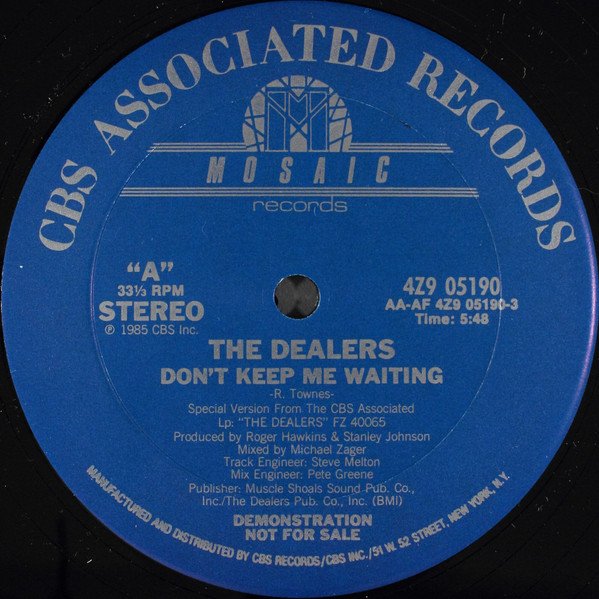 CBS ASSOCIATED RECORDS
M
MOSAIC
records
"A"
33⅓ RPM
STEREO
℗ 1985 CBS Inc.
4Z9 05190
AA-AF 4Z9 05190-3
Time: 5:48
THE DEALERS
DON'T KEEP ME WAITING
-R. Townes-
Special Version From The CBS Associated
Lp: "THE DEALERS" FZ 40065
Produced by Roger Hawkins & Stanley Johnson
Mixed by Michael Zager
Track Engineer: Steve Melton
Mix Engineer: Pete Greene
Publisher: Muscle Shoals Sound Pub. Co.,
Inc./The Dealers Pub. Co., Inc. (BMI)
DEMONSTRATION
NOT FOR SALE
MANUFACTURED AND DISTRIBUTED BY CBS RECORDS/CBS INC./51 W. 52 STREET, NEW YORK, N.Y.